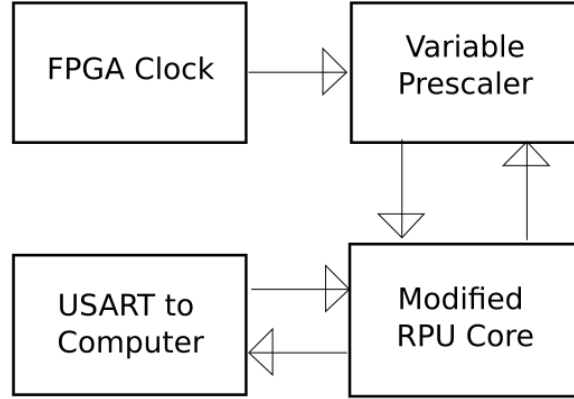 FPGA Clock
Variable
Prescaler
USART to
Computer
Modified
RPU Core